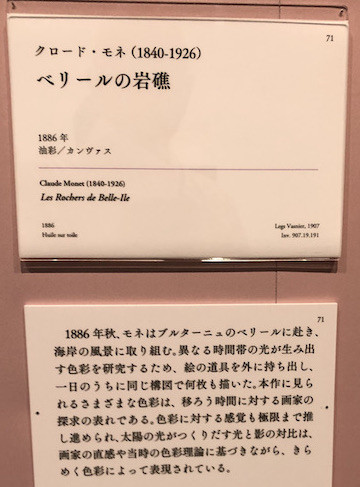 71
クロード・モネ (1840-1926)
ベリールの岩礁
1886 年
油彩／カンヴァス
Claude Monet (1840-1926)
Les Rochers de Belle-Ile
1886
Huile sur toile
Legs Vasnier, 1907
Inv. 907.19.191
71
1886 年秋、モネはブルターニュのベリールに赴き、
海岸の風景に取り組む。異なる時間帯の光が生み出
す色彩を研究するため、絵の道具を外に持ち出し、
一日のうちに同じ構図で何枚も描いた。本作に見ら
れるさまざまな色彩は、移ろう時間に対する画家の
探求の表れである。色彩に対する感覚も極限まで推
し進められ、太陽の光がつくりだす光と影の対比は、
画家の直感や当時の色彩理論に基づきながら、きら
めく色彩によって表現されている。